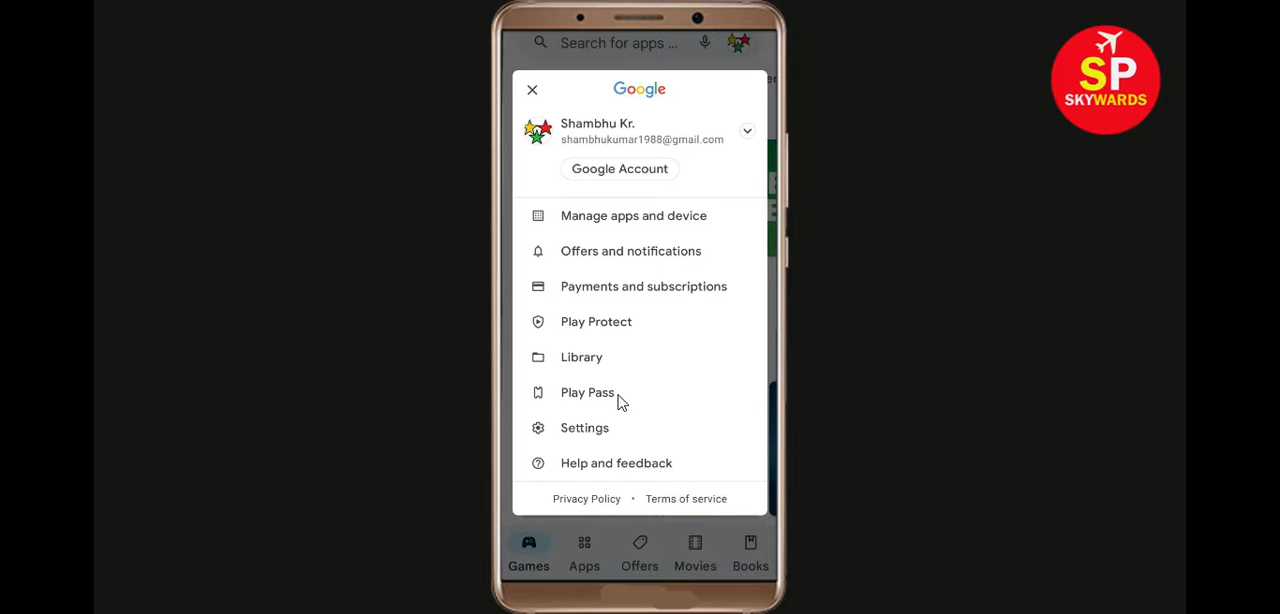 Search for apps ...
SP
SKYWARDS
Google
Shambhu Kr.
shambhukumar1988@gmail.com
Google Account
Manage apps and device
Offers and notifications
Payments and subscriptions
Play Protect
Library
Play Pass
Settings
Help and feedback
Privacy Policy • Terms of service
Games Apps Offers Movies Books